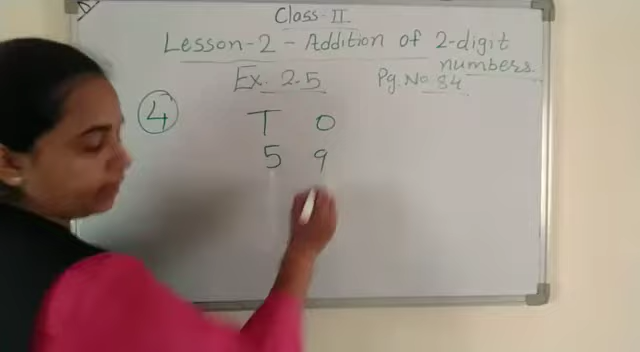 Class-II
Lesson-2 - Addition of 2-digit
numbers.
Ex. 2.5 Pg. No. 84
4
T O
5 9